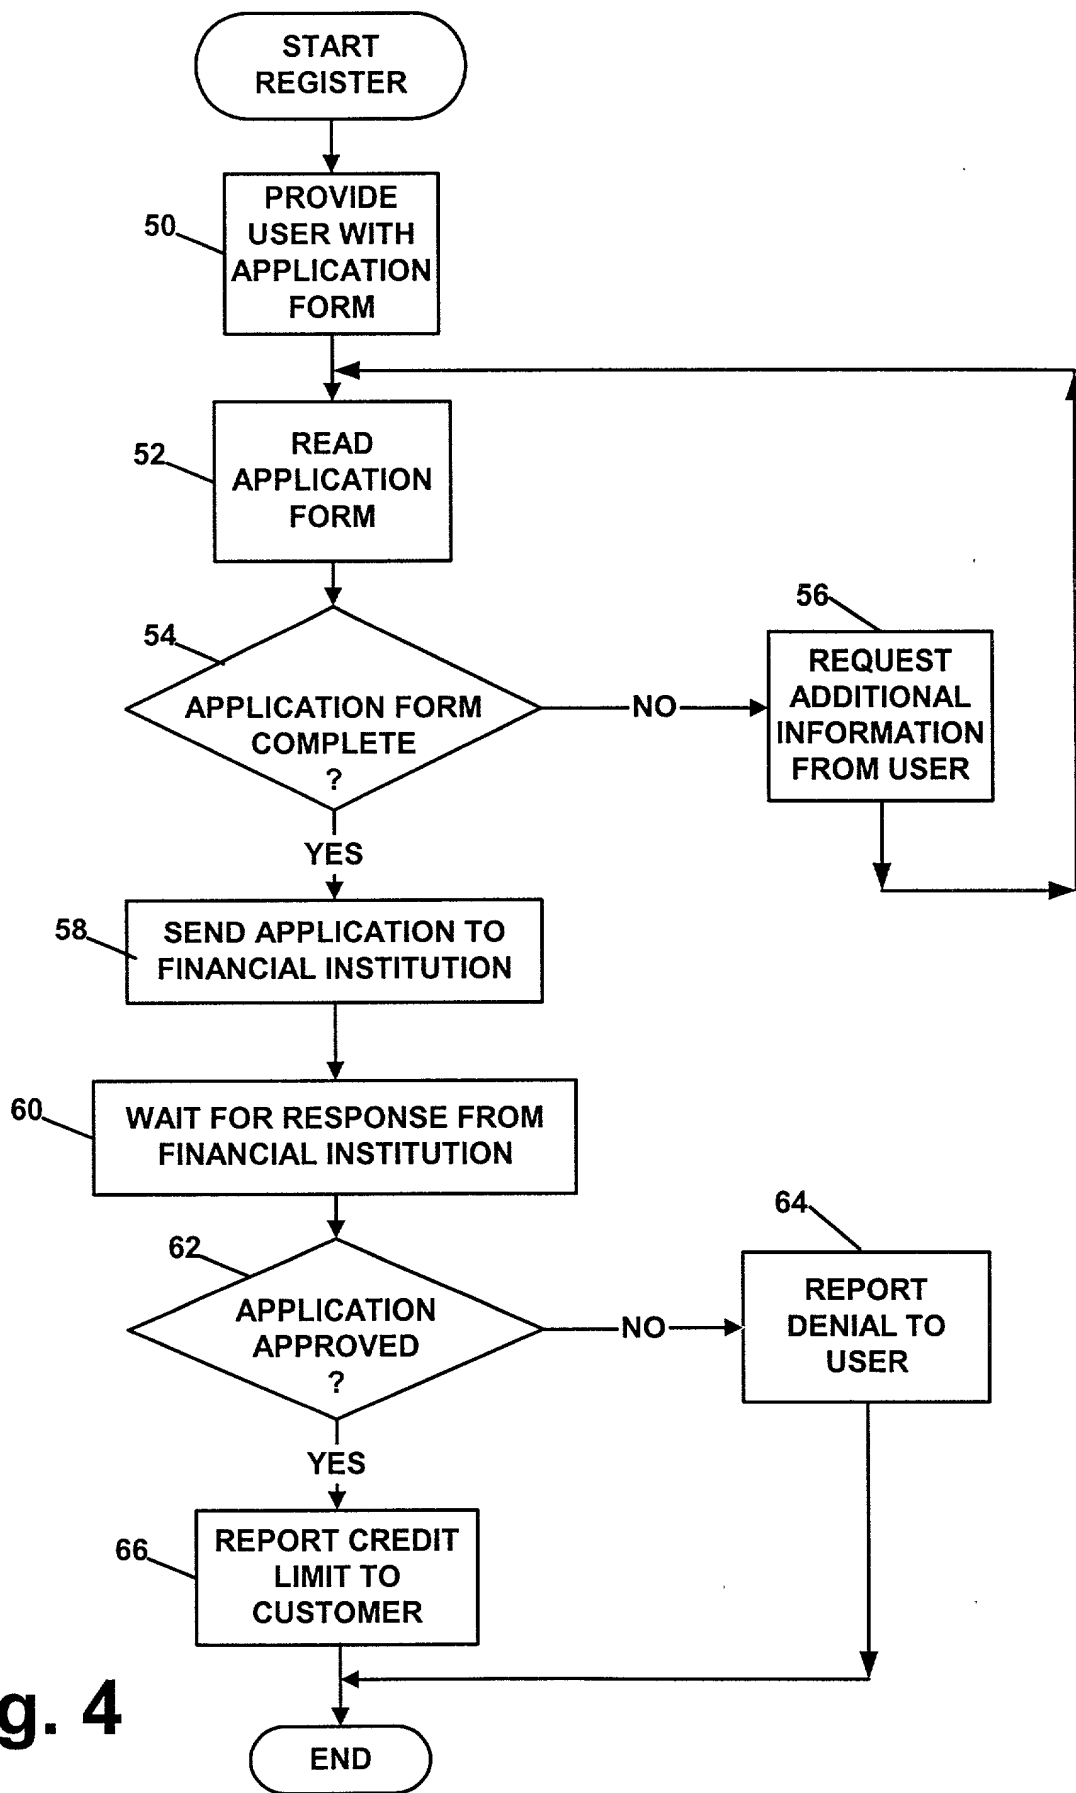 START
REGISTER
50
PROVIDE
USER WITH
APPLICATION
FORM
52
READ
APPLICATION
FORM
54
APPLICATION FORM
COMPLETE
?
NO
56
REQUEST
ADDITIONAL
INFORMATION
FROM USER
YES
58
SEND APPLICATION TO
FINANCIAL INSTITUTION
60
WAIT FOR RESPONSE FROM
FINANCIAL INSTITUTION
62
APPLICATION
APPROVED
?
NO
64
REPORT
DENIAL TO
USER
YES
66
REPORT CREDIT
LIMIT TO
CUSTOMER
g. 4
END